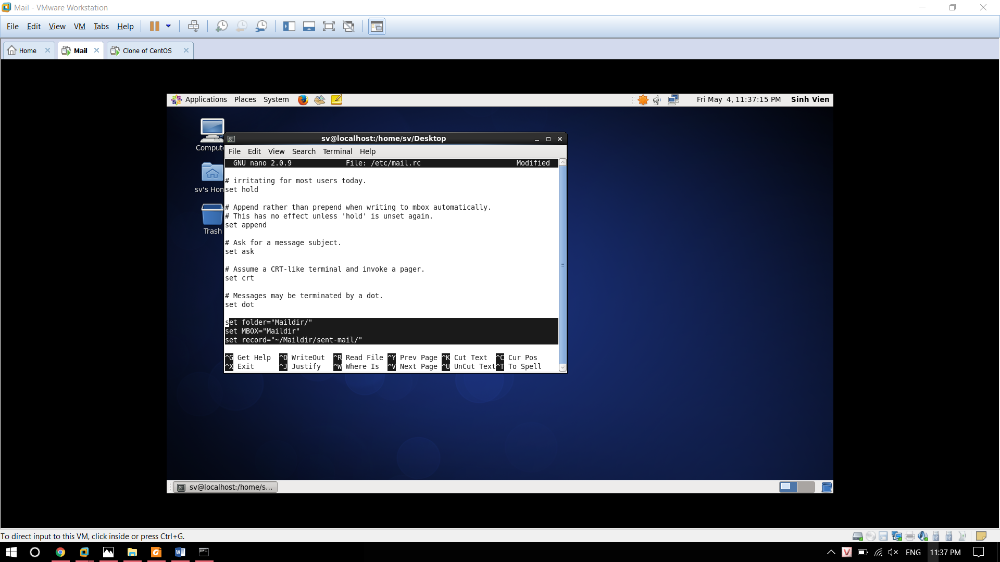 Mail - VMware Workstation
File Edit View VM Tabs Help
Home Mail Clone of CentOS
Applications Places System Fri May 4, 11:37:15 PM Sinh Vien
Comput
sv's Hon
Trash
sv@localhost:/home/sv/Desktop
File Edit View Search Terminal Help
GNU nano 2.0.9 File: /etc/mail.rc Modified
# irritating for most users today.
set hold
# Append rather than prepend when writing to mbox automatically.
# This has no effect unless 'hold' is unset again.
set append
# Ask for a message subject.
set ask
# Assume a CRT-like terminal and invoke a pager.
set crt
# Messages may be terminated by a dot.
set dot
set folder="Maildir/"
set MBOX="Maildir"
set record="~/Maildir/sent-mail/"
^G Get Help ^O WriteOut ^R Read File ^Y Prev Page ^K Cut Text ^C Cur Pos
^X Exit ^J Justify ^W Where Is ^V Next Page ^U UnCut Text ^T To Spell
sv@localhost:/home/s...
To direct input to this VM, click inside or press Ctrl+G.
ENG 11:37 PM